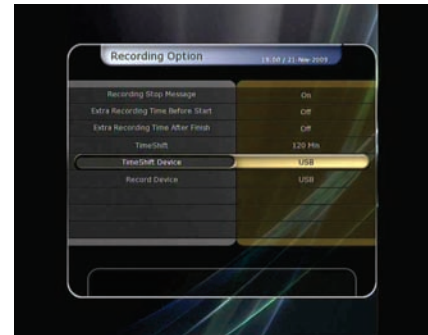 Recording Option 19:00 / 21 Nov 2009
Recording Stop Message On
Extra Recording Time Before Start Off
Extra Recording Time After Finish Off
TimeShift 120 Min
TimeShift Device USB
Record Device USB